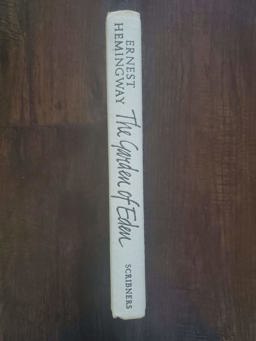 ERNEST
HEMINGWAY
The Garden of Eden
SCRIBNERS